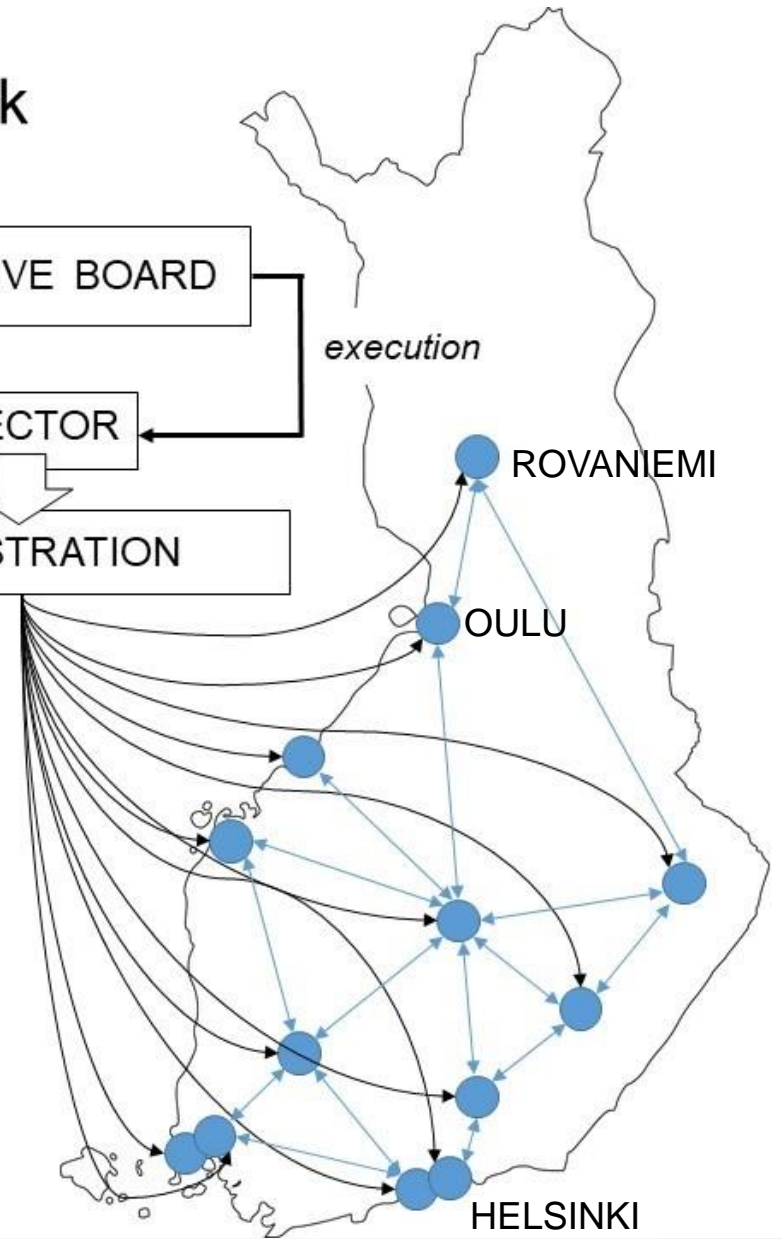 k
VE BOARD
execution
ECTOR
ROVANIEMI
STRATION
OULU
HELSINKI